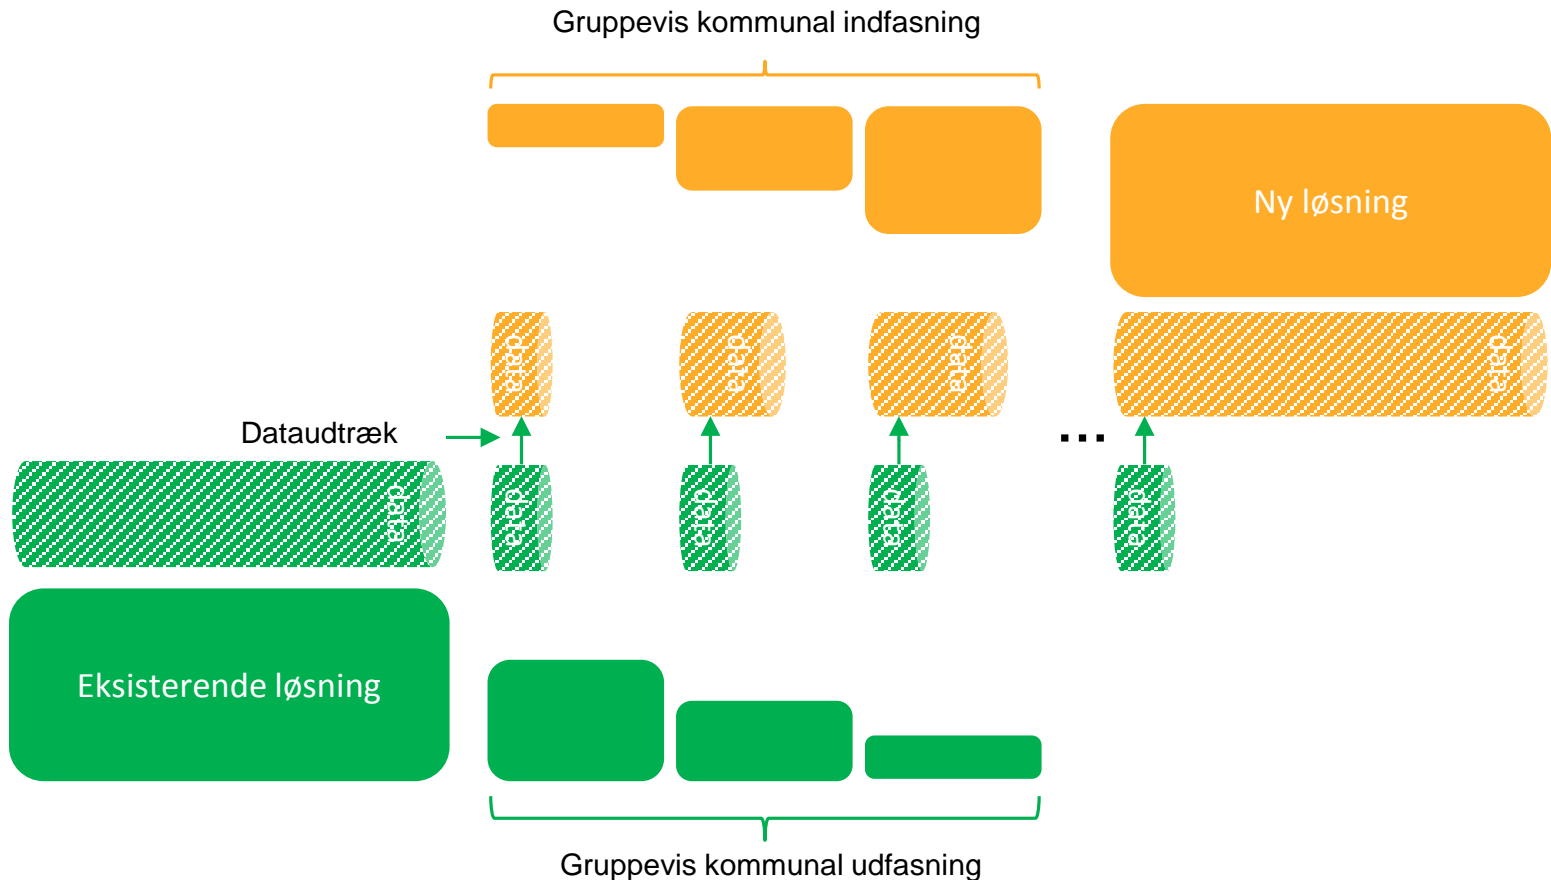 Gruppevis kommunal indfasning
Ny løsning
data
data
data
data
Dataudtræk
...
data
data
data
data
data
Eksisterende løsning
Gruppevis kommunal udfasning